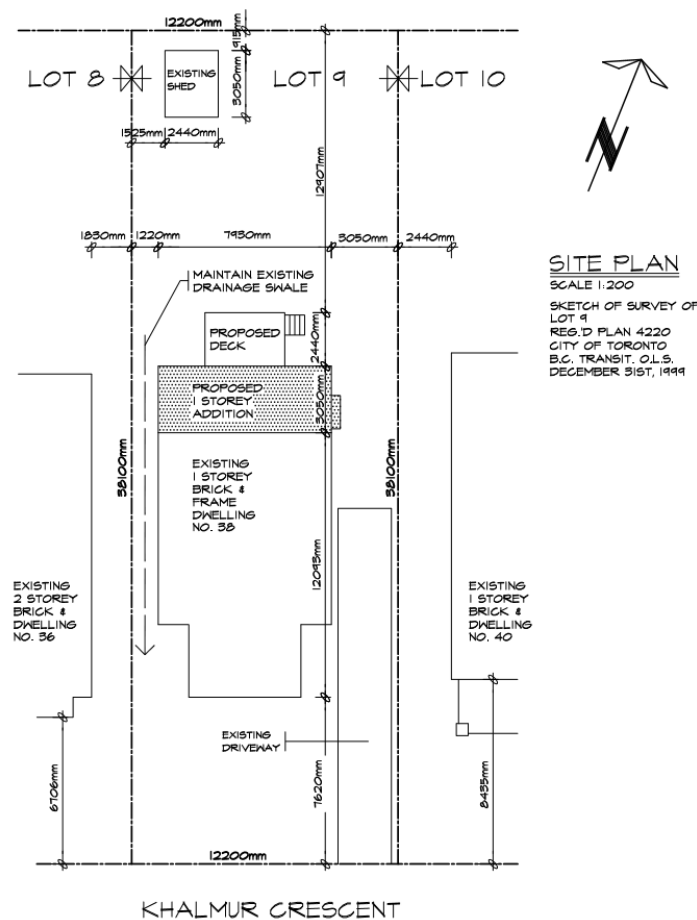 12200mm
915mm
LOT 8
EXISTING
SHED
3050mm
LOT 9
LOT 10
1525mm
2440mm
12907mm
N
1830mm
1220mm
7930mm
3050mm
2440mm
SITE PLAN
SCALE 1:200
SKETCH OF SURVEY OF
LOT 9
REG.'D PLAN 4220
CITY OF TORONTO
B.C. TRANSIT. O.L.S.
DECEMBER 31ST, 1999
MAINTAIN EXISTING
DRAINAGE SWALE
PROPOSED
DECK
2440mm
PROPOSED
1 STOREY
ADDITION
3050mm
38100mm
EXISTING
1 STOREY
BRICK &
FRAME
DWELLING
NO. 38
38100mm
12093mm
EXISTING
2 STOREY
BRICK &
DWELLING
NO. 36
EXISTING
1 STOREY
BRICK &
DWELLING
NO. 40
EXISTING
DRIVEWAY
6706mm
7620mm
8435mm
12200mm
KHALMUR CRESCENT